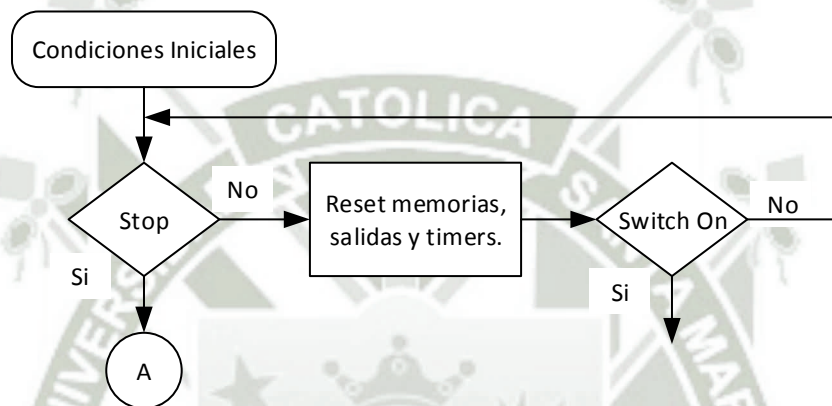 Condiciones Iniciales
CATOLICA
No
Stop
Reset memorias,
salidas y timers.
Switch On
No
Si
Si
A